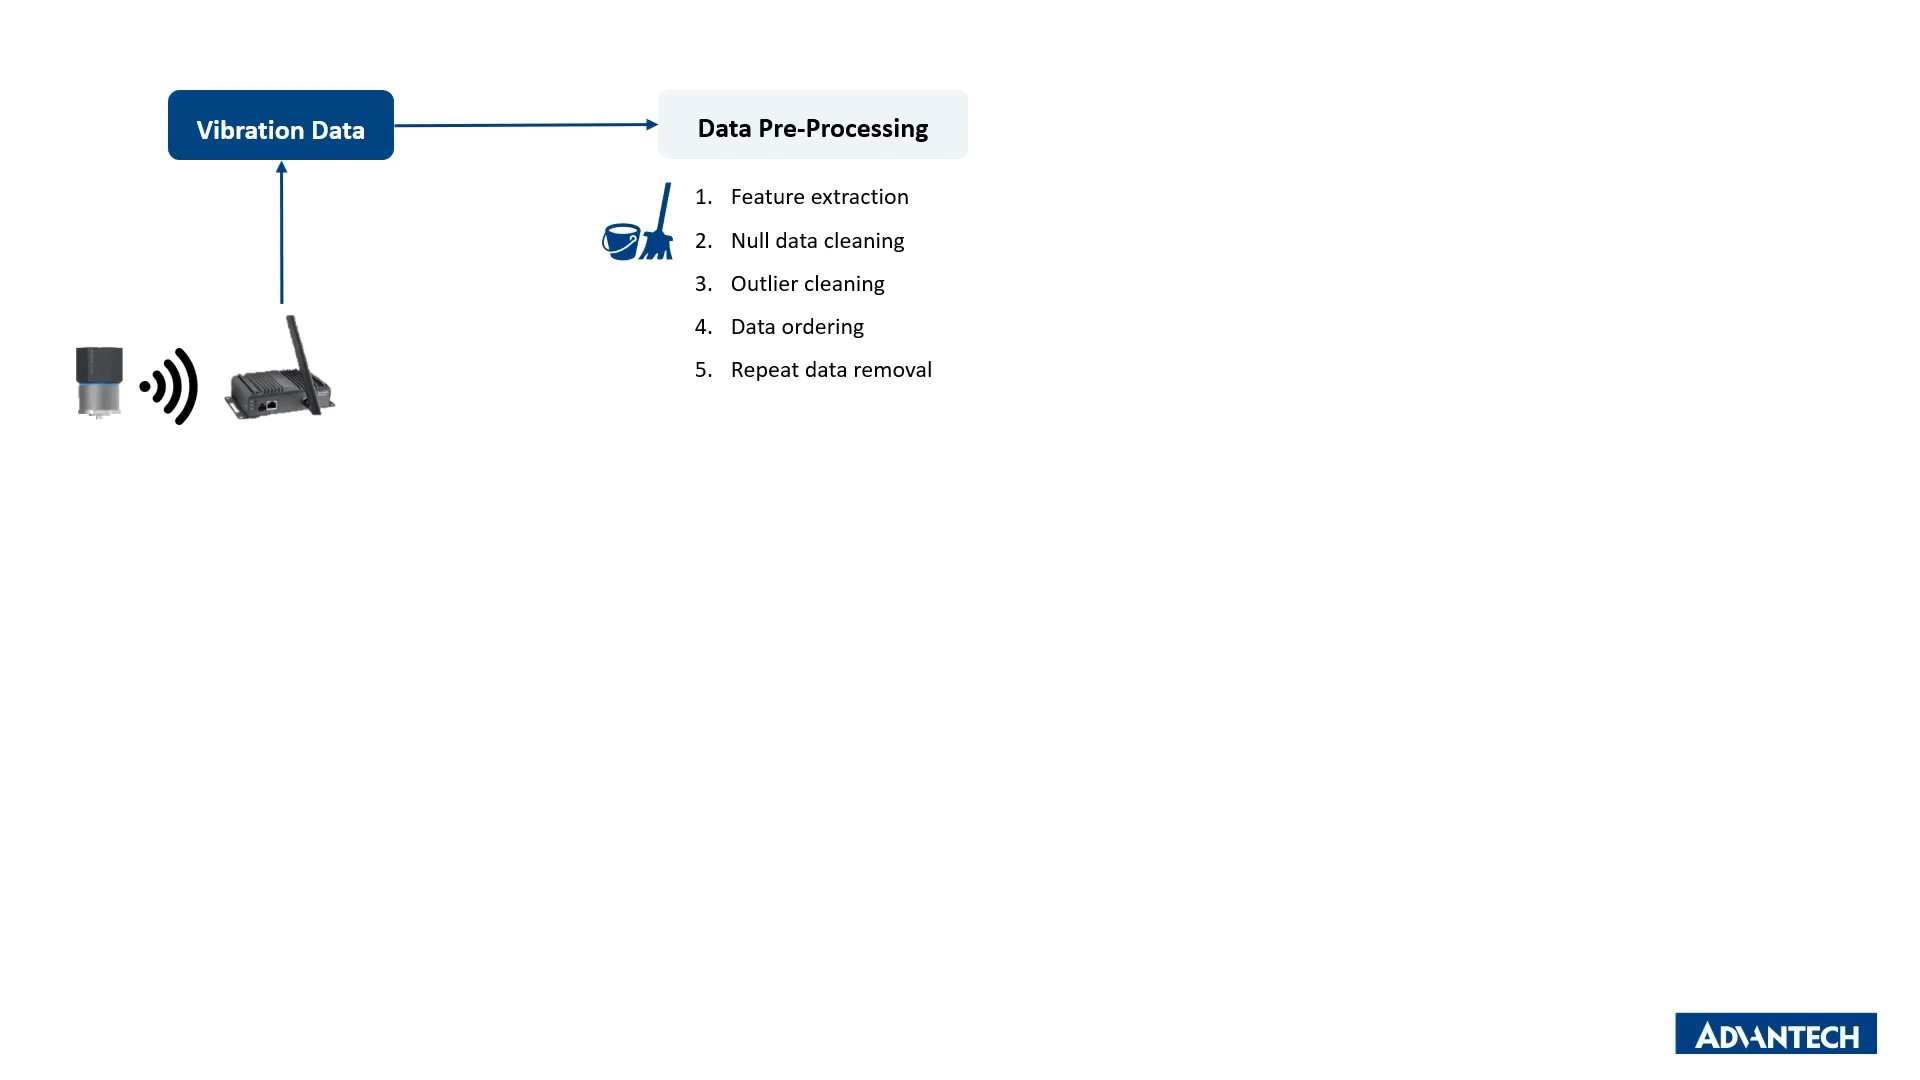 Vibration Data
Data Pre-Processing
1. Feature extraction
2. Null data cleaning
3. Outlier cleaning
4. Data ordering
5. Repeat data removal
ADVANTECH